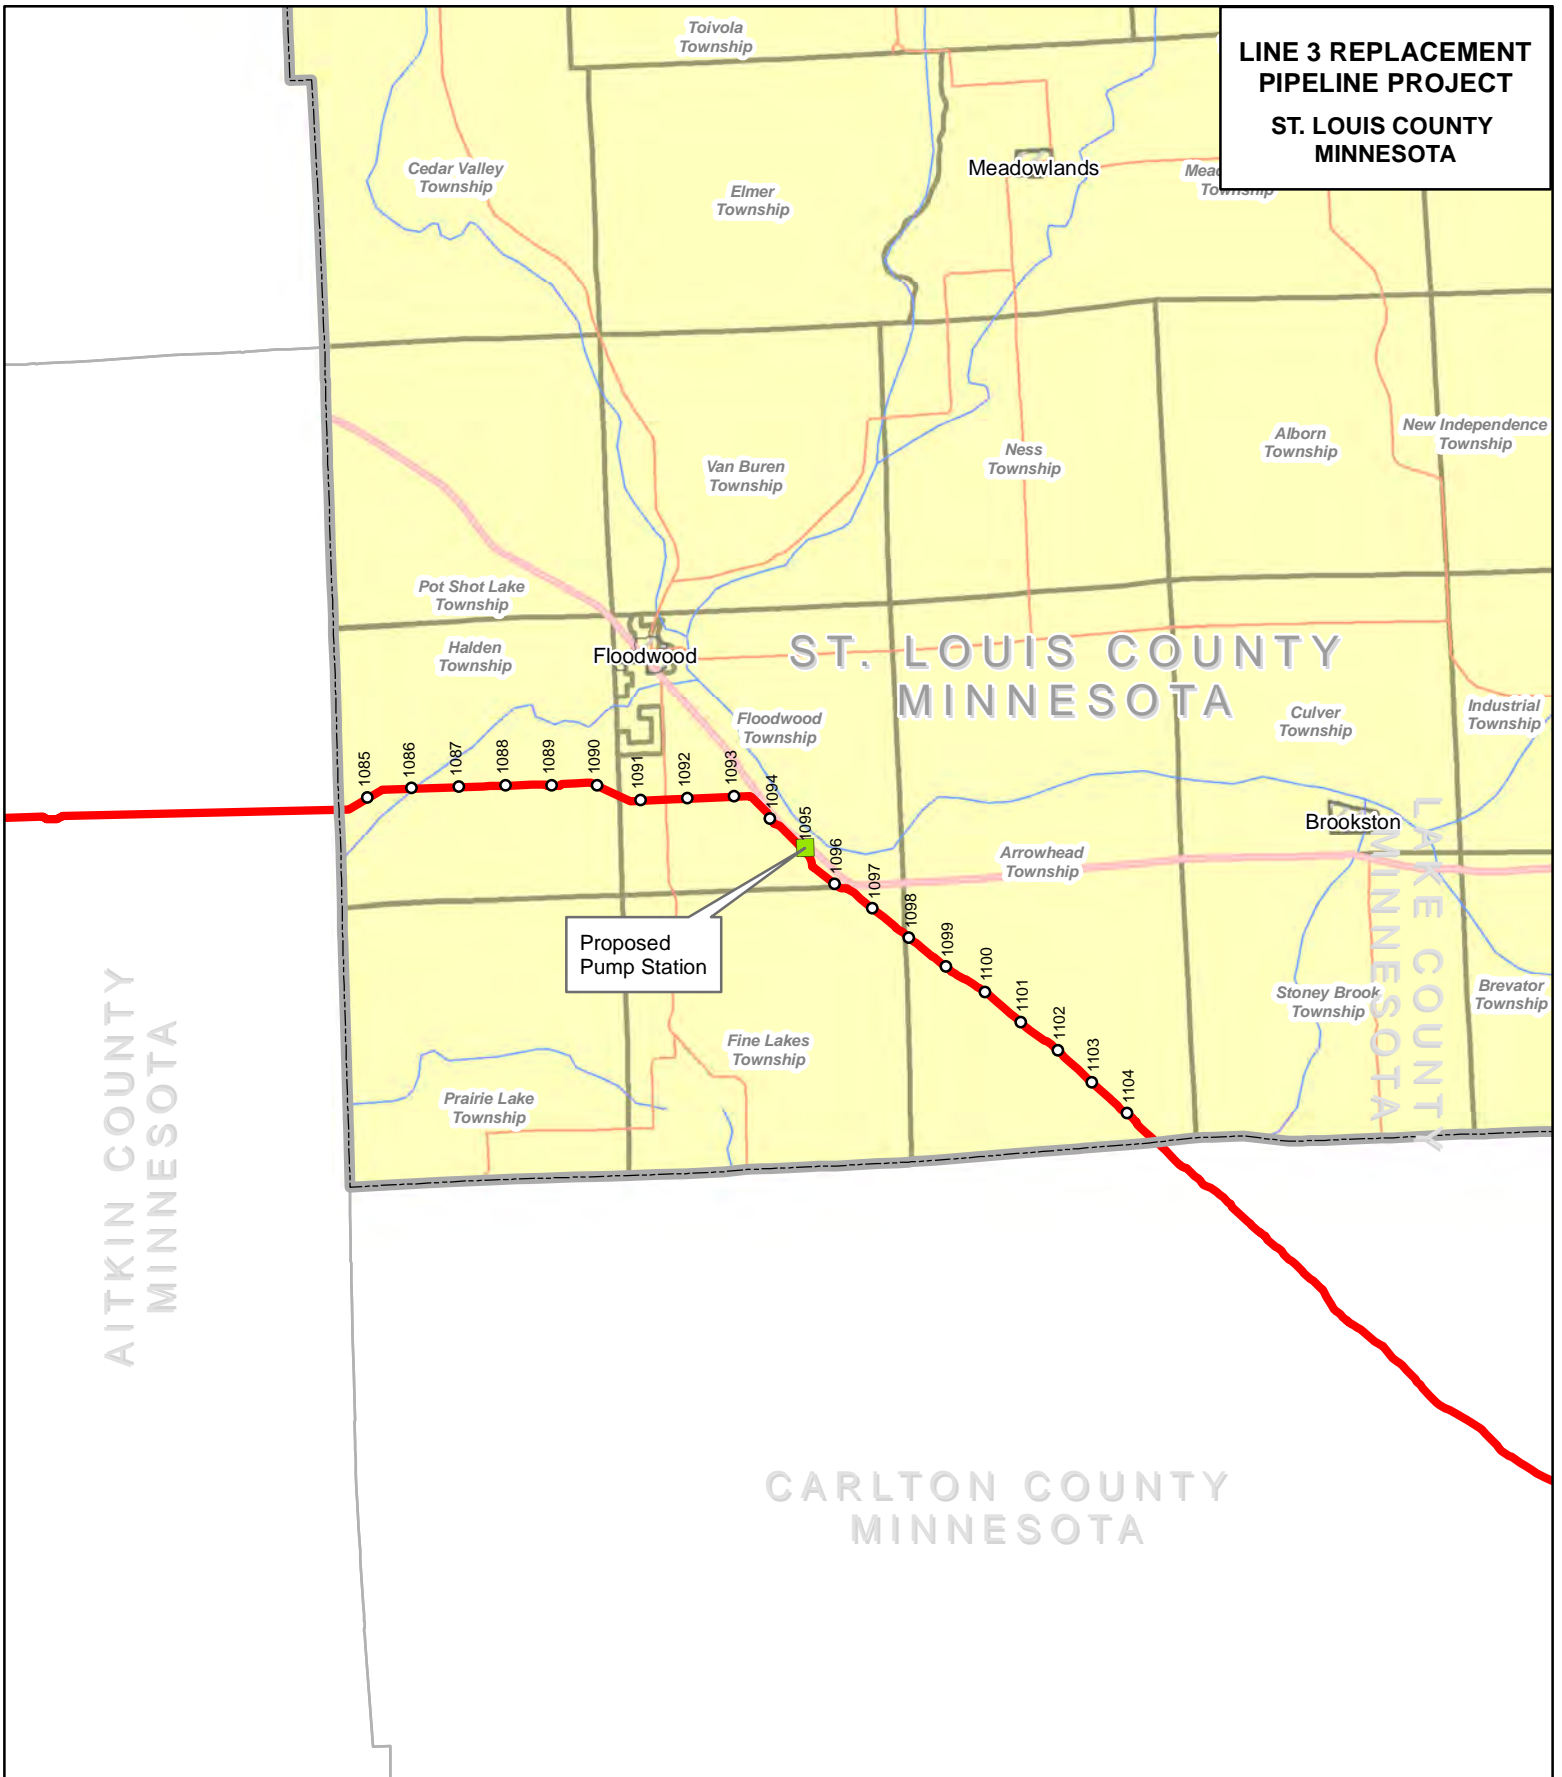 LINE 3 REPLACEMENT
PIPELINE PROJECT
ST. LOUIS COUNTY
MINNESOTA
Toivola
Township
Cedar Valley
Township
Elmer
Township
Meadowlands
Mead
Township
Van Buren
Township
Ness
Township
Alborn
Township
New Independence
Township
Pot Shot Lake
Township
Halden
Township
Floodwood
ST. LOUIS COUNTY
MINNESOTA
Floodwood
Township
Culver
Township
Industrial
Township
1085
1086
1087
1088
1089
1090
1091
1092
1093
1094
1095
1096
1097
1098
1099
1100
1101
1102
1103
1104
Brookston
Arrowhead
Township
LAKE COUNTY
MINNESOTA
Proposed
Pump Station
Stoney Brook
Township
Brevator
Township
Fine Lakes
Township
Prairie Lake
Township
AITKIN COUNTY
MINNESOTA
CARLTON COUNTY
MINNESOTA